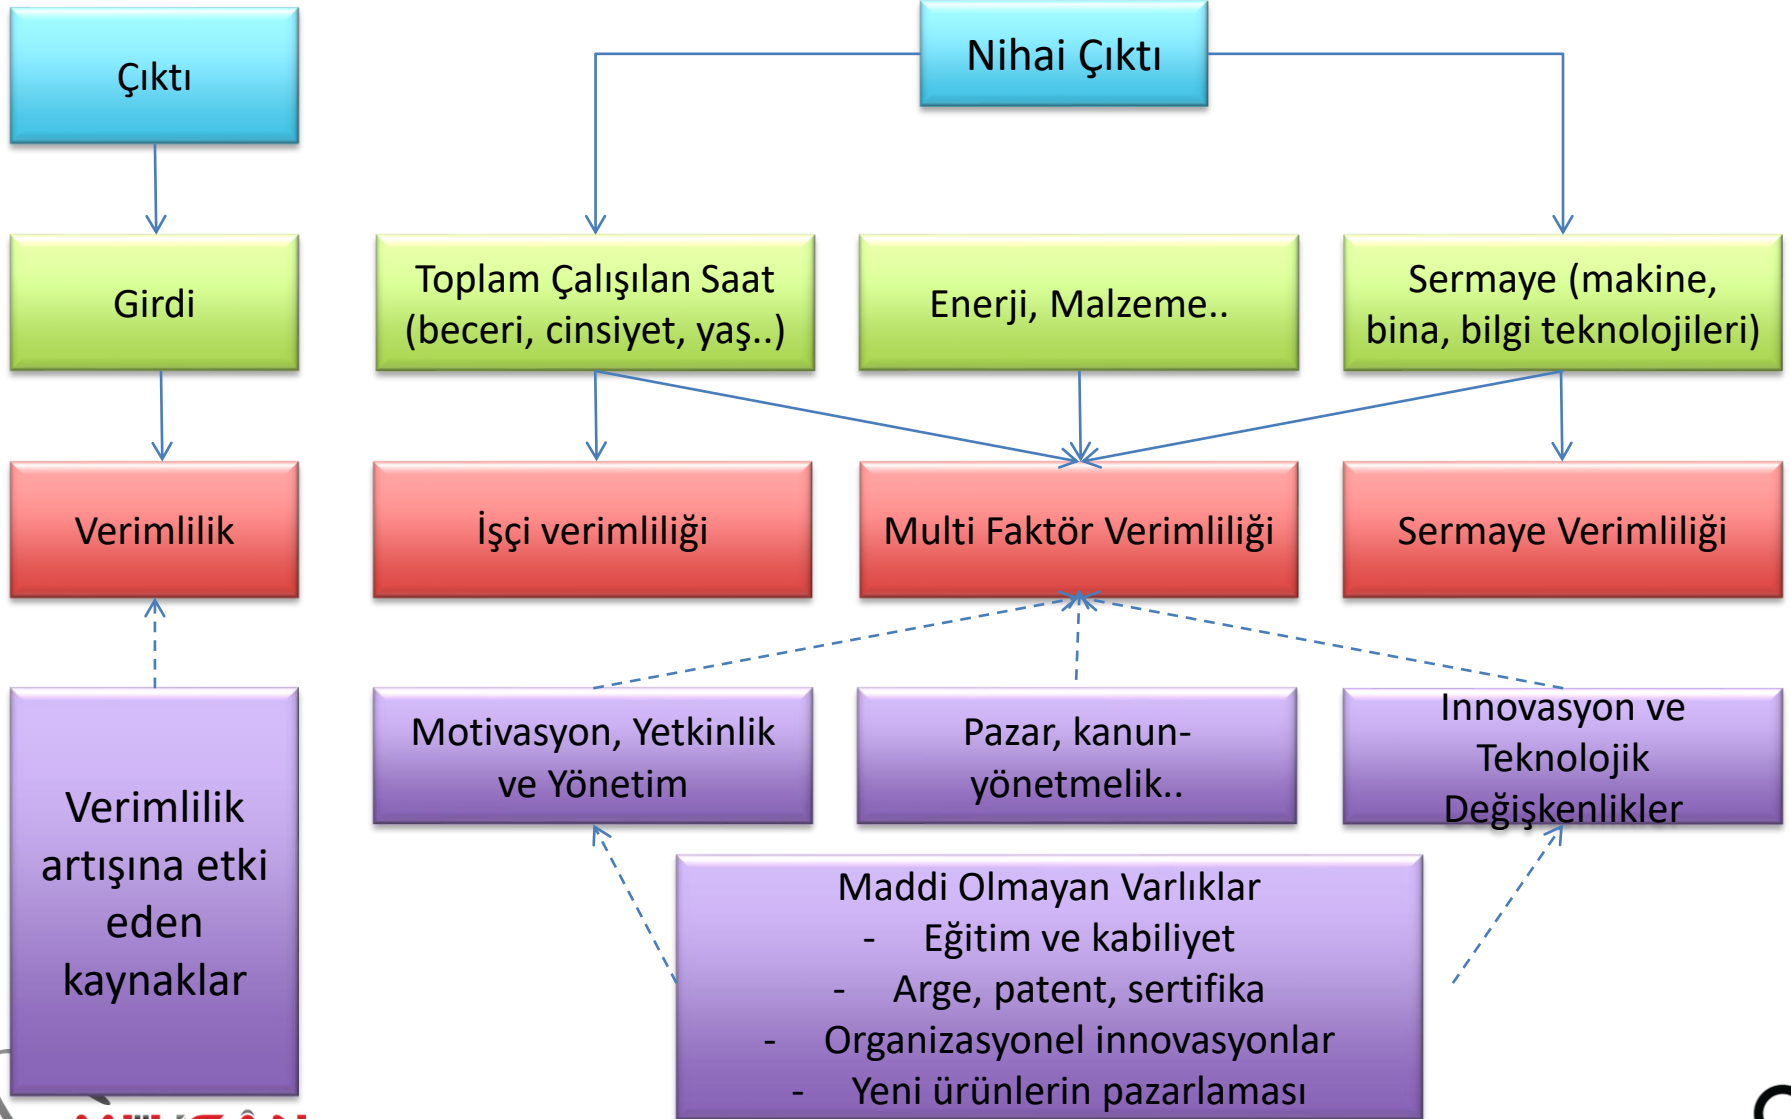 Çıktı
Nihai Çıktı
Girdi
Toplam Çalışılan Saat
(beceri, cinsiyet, yaş..)
Enerji, Malzeme..
Sermaye (makine,
bina, bilgi teknolojileri)
Verimlilik
İşçi verimliliği
Multi Faktör Verimliliği
Sermaye Verimliliği
Verimlilik
artışına etki
eden
kaynaklar
Motivasyon, Yetkinlik
ve Yönetim
Pazar, kanun-
yönetmelik..
Innovasyon ve
Teknolojik
Değişkenlikler
Maddi Olmayan Varlıklar
- Eğitim ve kabiliyet
- Arge, patent, sertifika
- Organizasyonel innovasyonlar
- Yeni ürünlerin pazarlaması